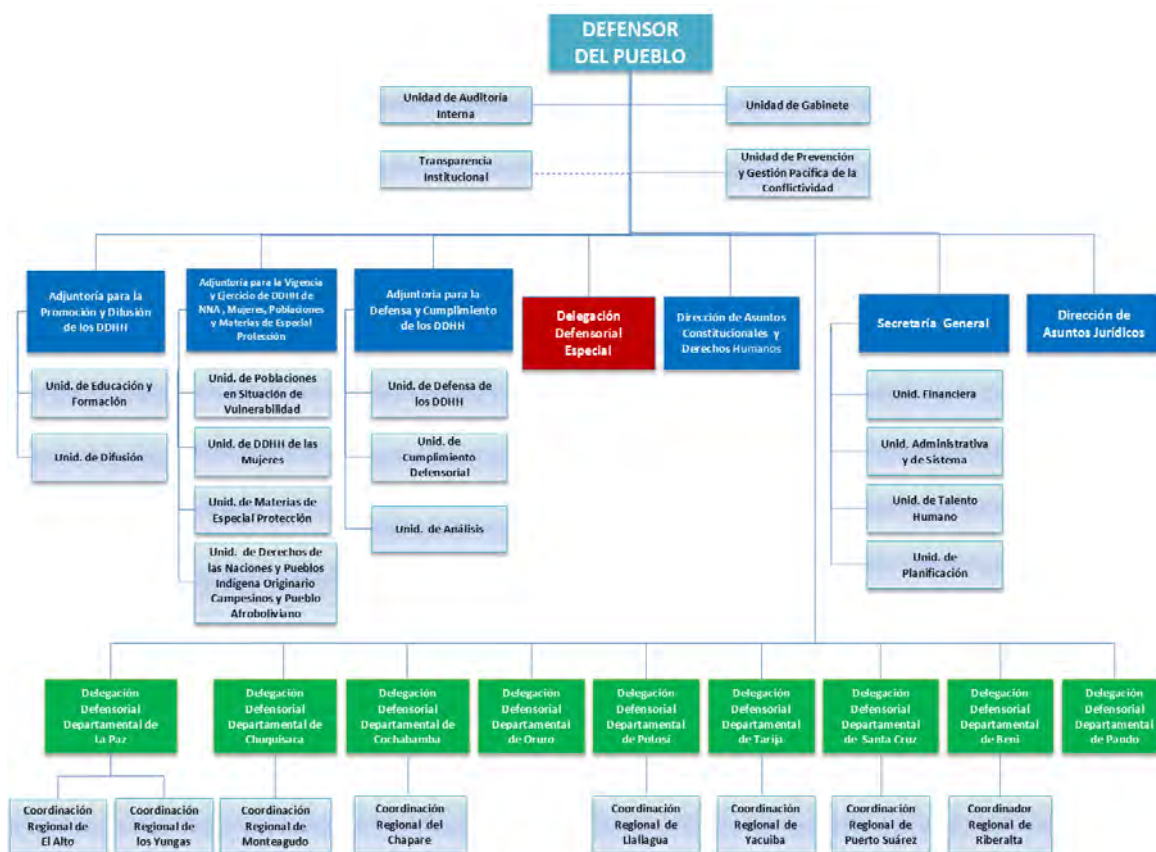 DEFENSOR
DEL PUEBLO
Unidad de Auditoría
Interna
Unidad de Gabinete
Transparencia
Institucional
Unidad de Prevención
y Gestión Pacífica de la
Conflictividad
Adjuntoría para la
Promoción y Difusión
de los DDHH
Unid. de Educación y
Formación
Unid. de Difusión
Adjuntoría para la Vigencia
y Ejercicio de DDHH de
NNA , Mujeres, Poblaciones
y Materias de Especial
Protección
Unid. de Poblaciones
en Situación de
Vulnerabilidad
Unid. de DDHH de las
Mujeres
Unid. de Materias de
Especial Protección
Unid. de Derechos de
las Naciones y Pueblos
Indígena Originario
Campesinos y Pueblo
Afroboliviano
Adjuntoría para la
Defensa y Cumplimiento
de los DDHH
Unid. de Defensa de
los DDHH
Unid. de
Cumplimiento
Defensorial
Unid. de Análisis
Delegación
Defensorial
Especial
Dirección de Asuntos
Constitucionales y
Derechos Humanos
Secretaría General
Unid. Financiera
Unid. Administrativa
y de Sistema
Unid. de Talento
Humano
Unid. de
Planificación
Dirección de
Asuntos Jurídicos
Delegación
Defensorial
Departamental de
La Paz
Delegación
Defensorial
Departamental de
Chuquisaca
Delegación
Defensorial
Departamental de
Cochabamba
Delegación
Defensorial
Departamental
de Oruro
Delegación
Defensorial
Departamental
de Potosí
Delegación
Defensorial
Departamental
de Tarija
Delegación
Defensorial
Departamental
de Santa Cruz
Delegación
Defensorial
Departamental
de Beni
Delegación
Defensorial
Departamental
de Pando
Coordinación
Regional de
El Alto
Coordinación
Regional de
los Yungas
Coordinación
Regional de
Monteagudo
Coordinación
Regional del
Chapare
Coordinación
Regional de
Llallagua
Coordinación
Regional de
Yacuiba
Coordinación
Regional de
Puerto Suárez
Coordinador
Regional de
Riberalta